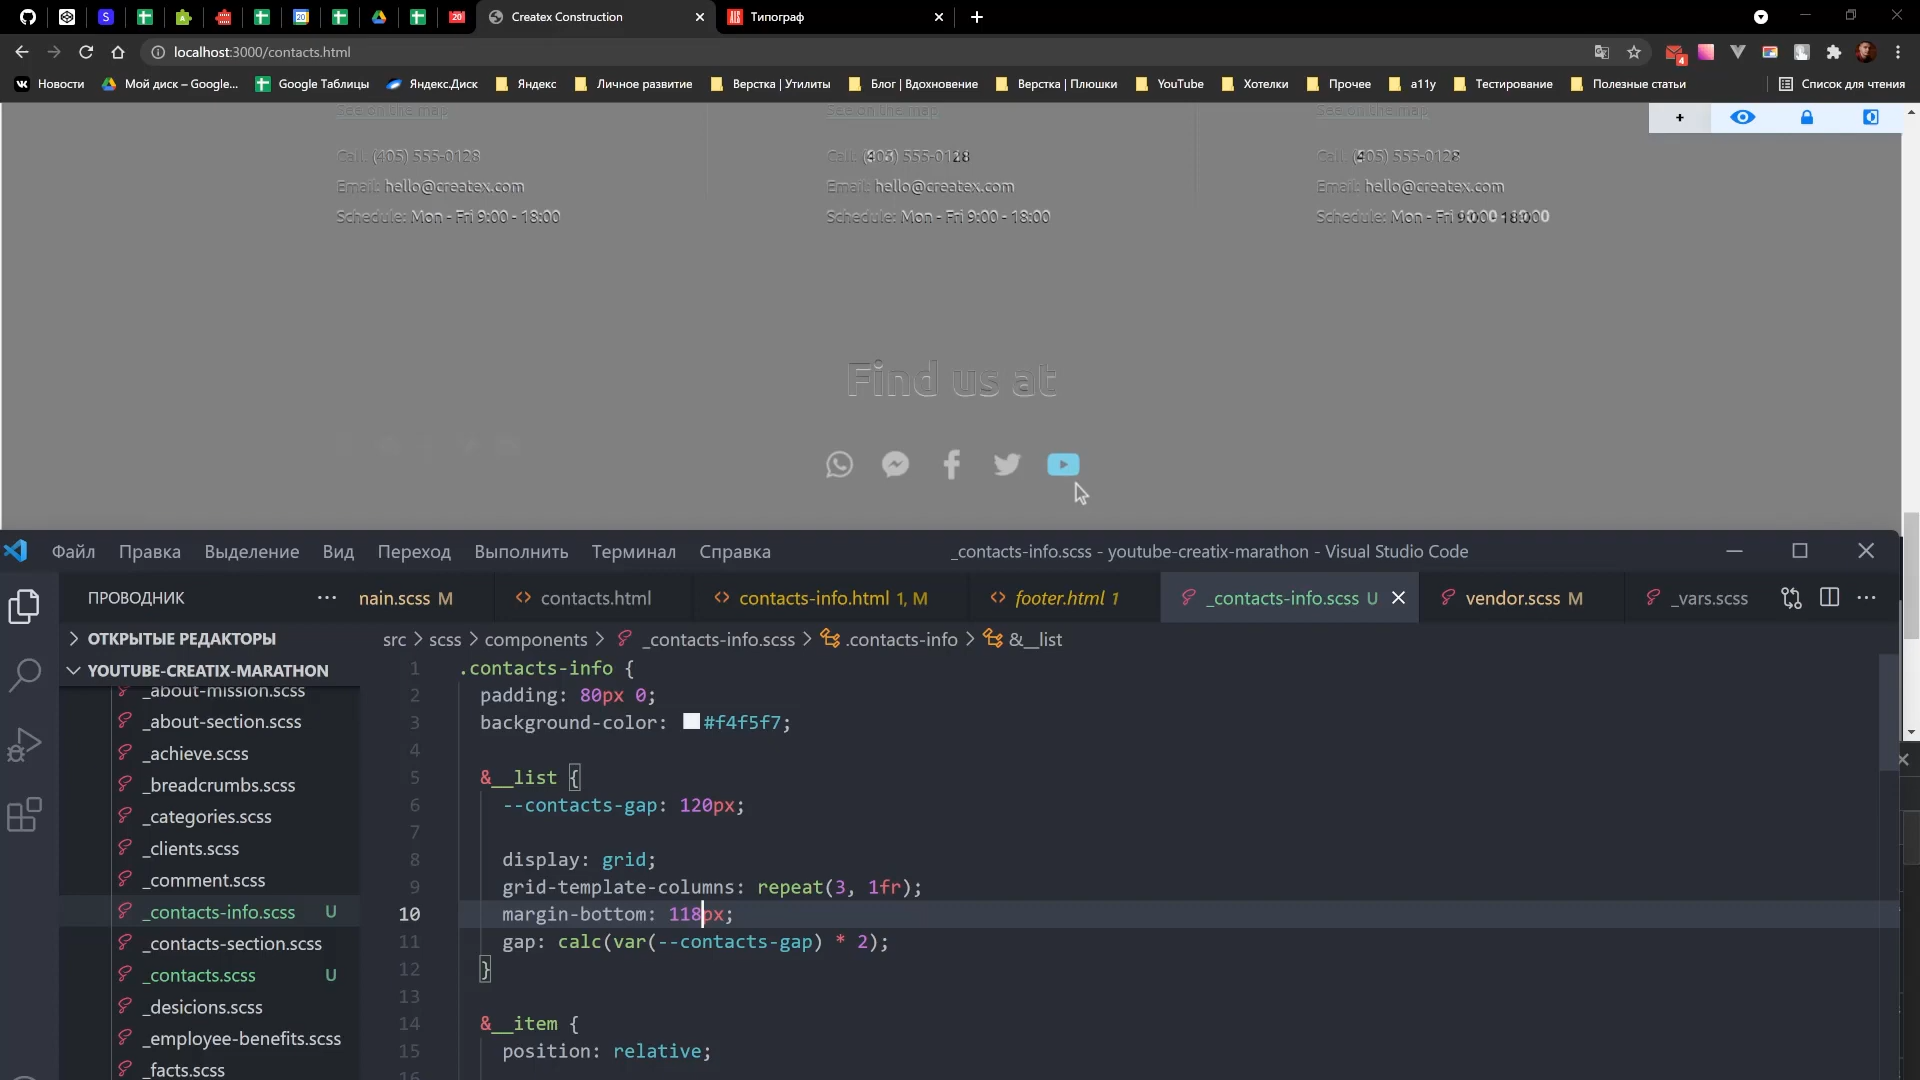 20
20
Createx Construction
Типограф
localhost:3000/contacts.html
4
Новости
Мой диск – Google...
Google Таблицы
Яндекс.Диск
Яндекс
Личное развитие
Верстка | Утилиты
Блог | Вдохновение
Верстка | Плюшки
YouTube
Хотелки
Прочее
a11y
Тестирование
Полезные статьи
Список для чтения
See on the map
See on the map
See on the map
+
Call: (405) 555-0128
Email: hello@createx.com
Schedule: Mon - Fri 9:00 - 18:00
Call: (405) 555-0128
Email: hello@createx.com
Schedule: Mon - Fri 9:00 - 18:00
Call: (405) 555-0128
Email: hello@createx.com
Schedule: Mon - Fri
Find us at
Файл Правка Выделение Вид Переход Выполнить Терминал Справка
_contacts-info.scss - youtube-creatix-marathon - Visual Studio Code
ПРОВОДНИК
nain.scss M
contacts.html
contacts-info.html 1, M
footer.html 1
_contacts-info.scss U
vendor.scss M
_vars.scss
ОТКРЫТЫЕ РЕДАКТОРЫ
YOUTUBE-CREATIX-MARATHON
_about-mission.scss
_about-section.scss
_achieve.scss
_breadcrumbs.scss
_categories.scss
_clients.scss
_comment.scss
_contacts-info.scss U
_contacts-section.scss
_contacts.scss U
_desicions.scss
_employee-benefits.scss
_facts.scss
src > scss > components > _contacts-info.scss > .contacts-info > &__list
1 .contacts-info {
2 padding: 80px 0;
3 background-color: #f4f5f7;
4
5 &__list {
6 --contacts-gap: 120px;
7
8 display: grid;
9 grid-template-columns: repeat(3, 1fr);
10 margin-bottom: 118px;
11 gap: calc(var(--contacts-gap) * 2);
12 }
13
14 &__item {
15 position: relative;
16